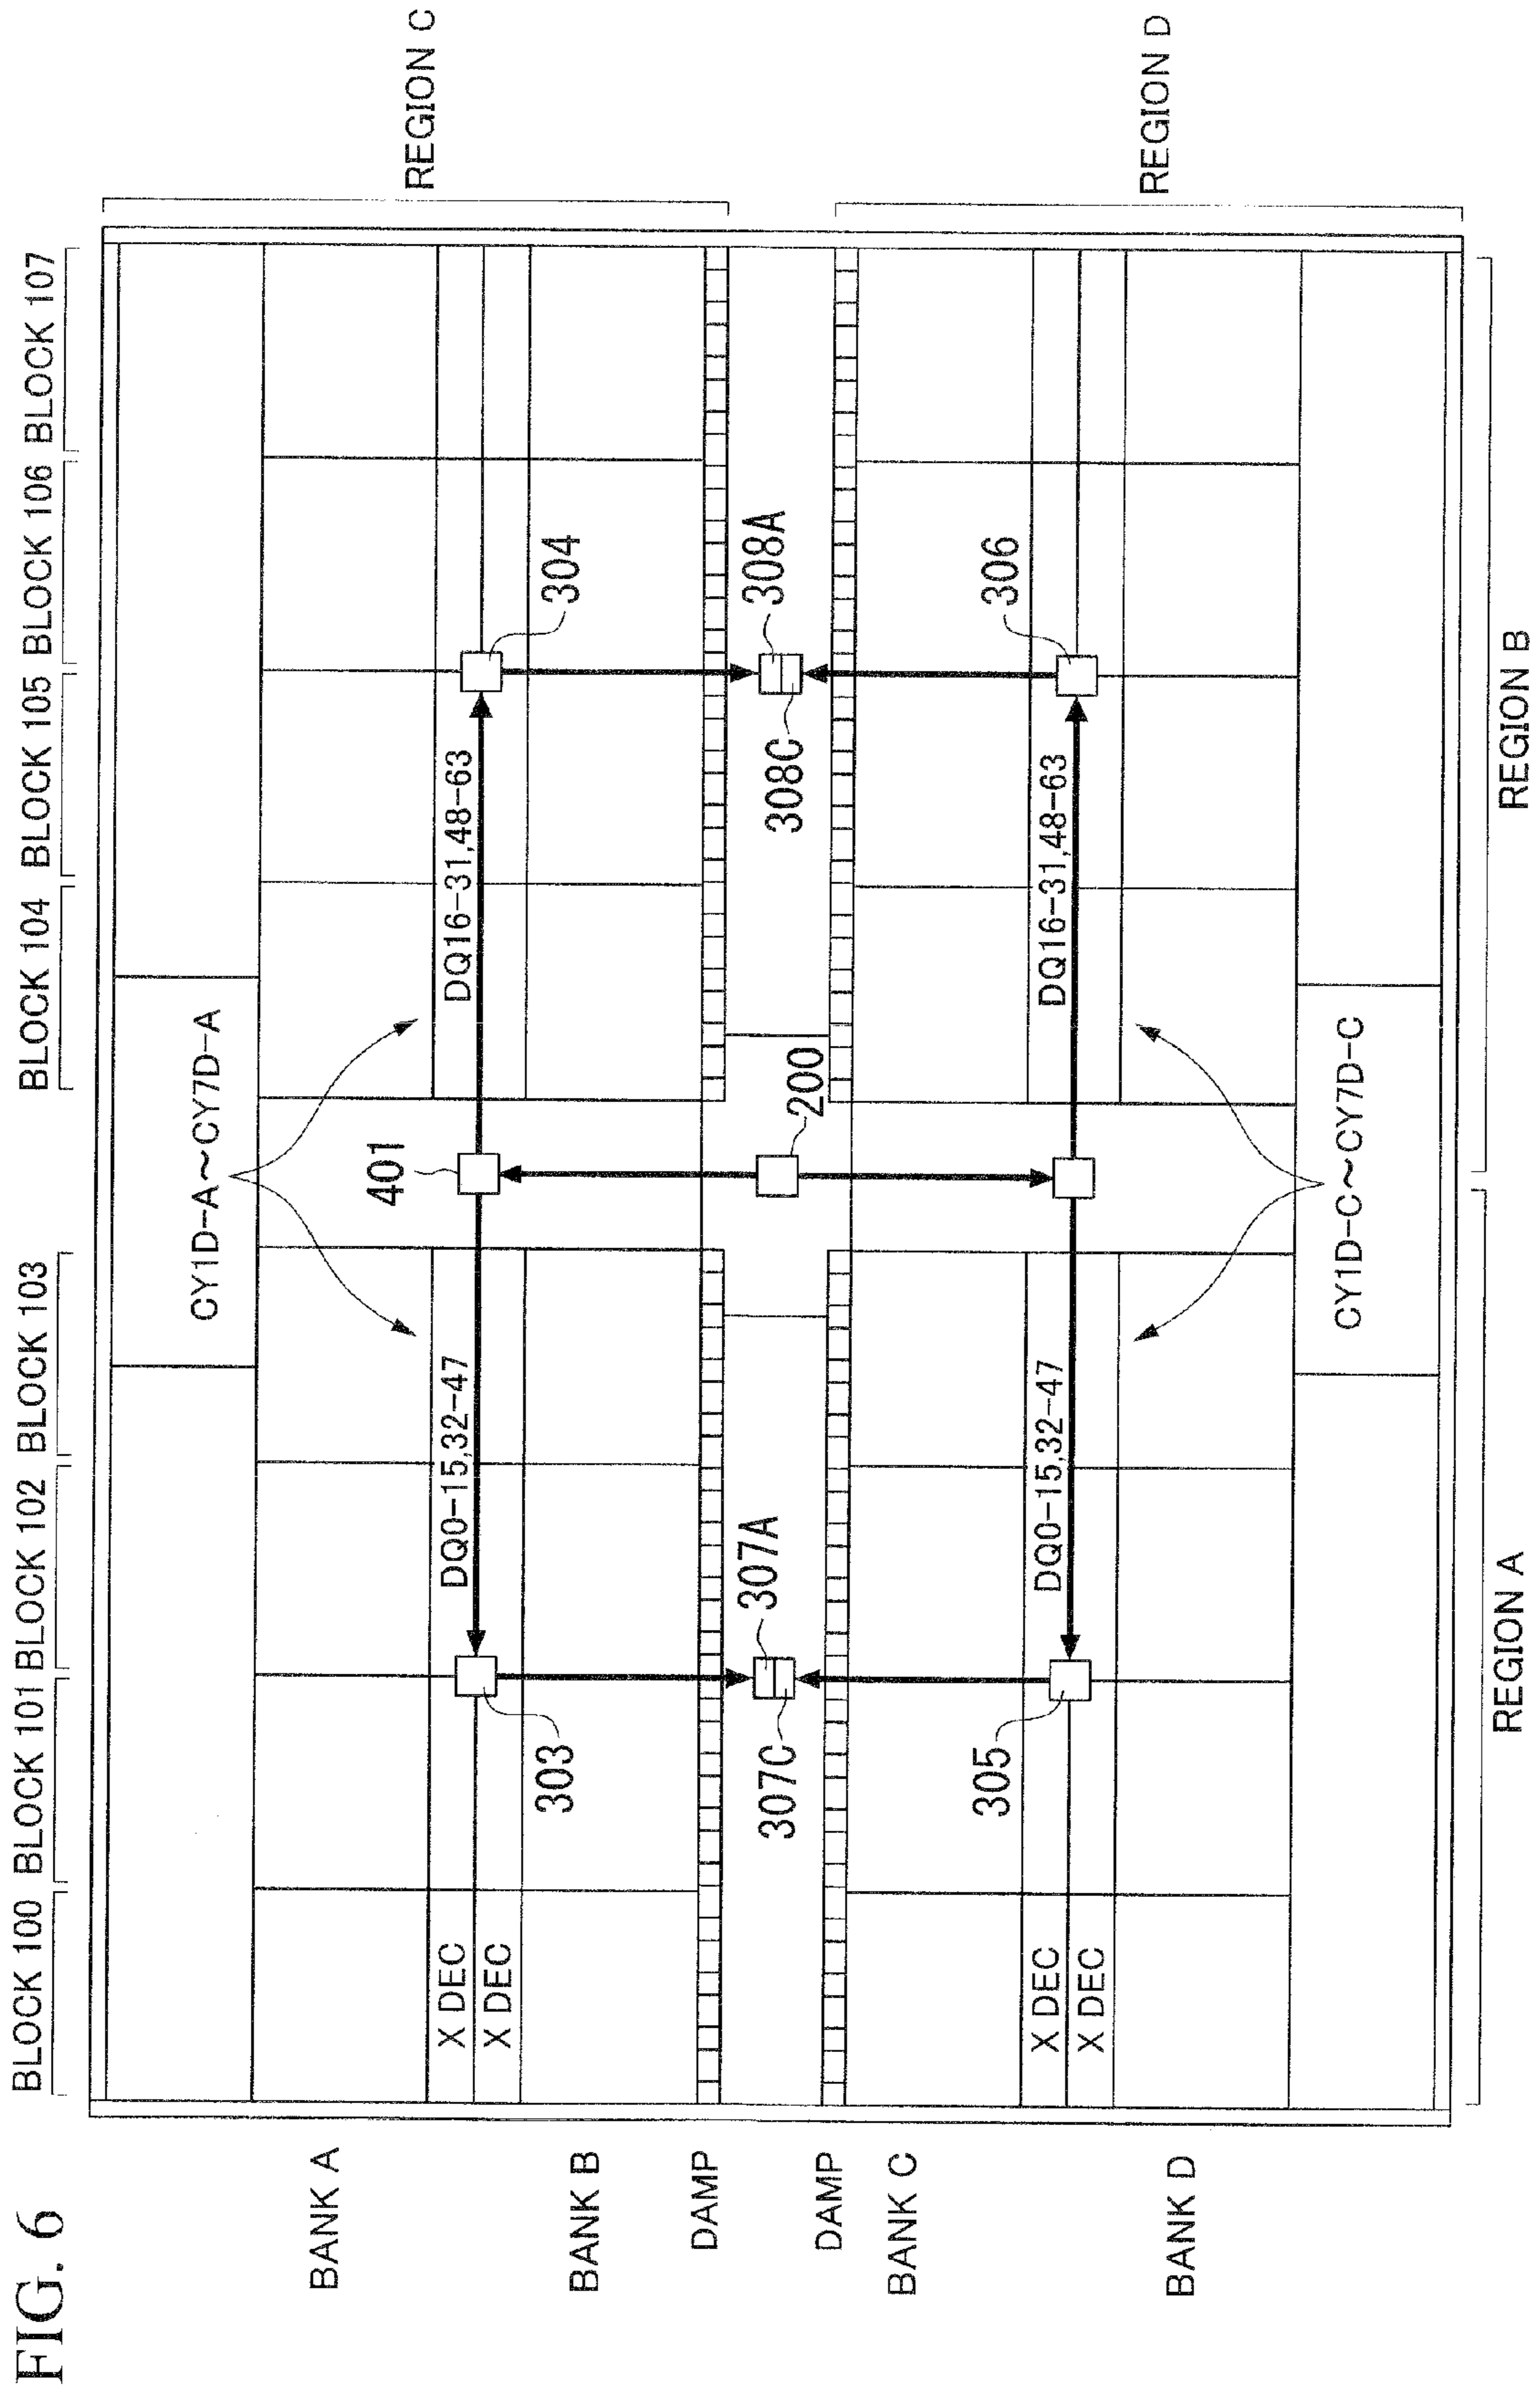 FIG. 6
BLOCK 100 BLOCK 101 BLOCK 102 BLOCK 103 BLOCK 104 BLOCK 105 BLOCK 106 BLOCK 107
REGION C
CY1D-A~CY7D-A
BANK A
401
DQ0-15,32-47
DQ16-31,48-63
X DEC
X DEC
303
304
BANK B
DAMP
307A
308A
200
307C
308C
DAMP
BANK C
REGION D
305
306
DQ0-15,32-47
DQ16-31,48-63
X DEC
X DEC
BANK D
CY1D-C~CY7D-C
REGION A
REGION B